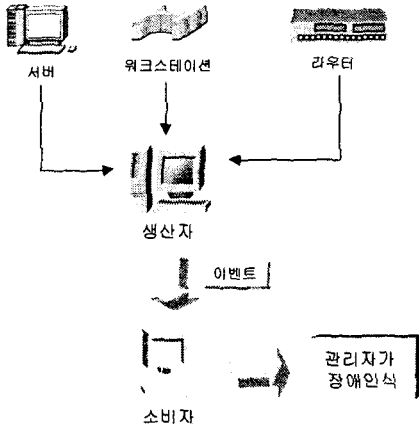 서버
워크스테이션
라우터
생산자
이벤트
소비자
관리자가
장애인식